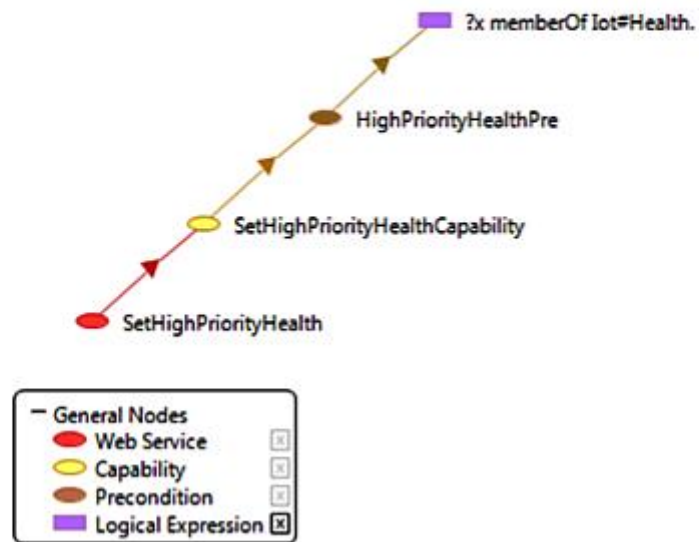 ?x memberOf Iot#Health.
HighPriorityHealthPre
SetHighPriorityHealthCapability
SetHighPriorityHealth
− General Nodes
Web Service x
Capability x
Precondition x
Logical Expression x